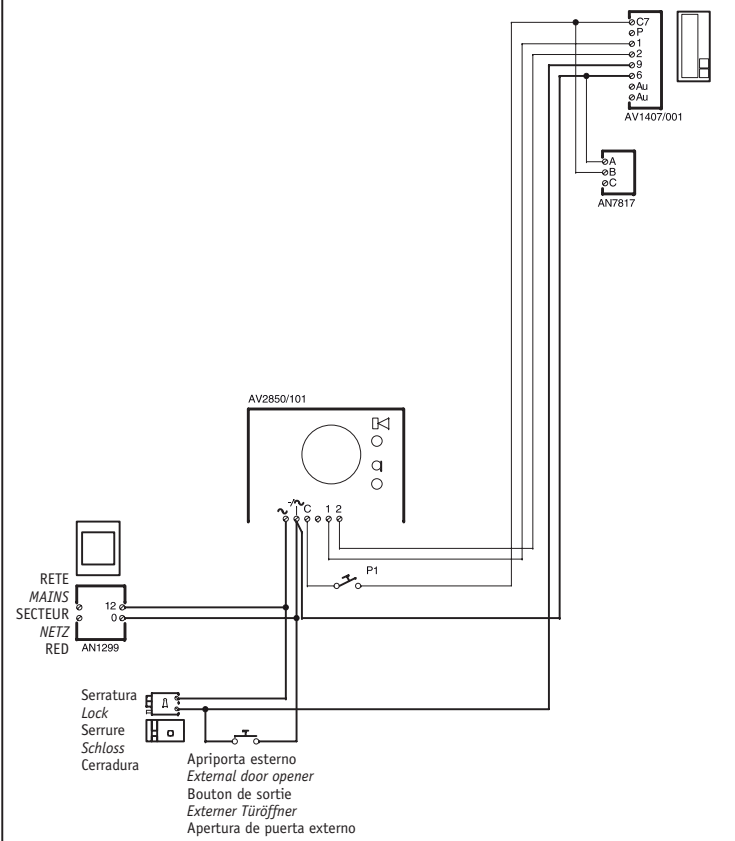 C7
P
1
2
9
6
Au
Au
AV1407/001
A
B
C
AN7817
AV2850/101
~ -/~ C 1 2
P1
RETE
MAINS
SECTEUR
NETZ
RED
12
0
AN1299
Serratura
Lock
Serrure
Schloss
Cerradura
Apriporta esterno
External door opener
Bouton de sortie
Externer Türöffner
Apertura de puerta externo